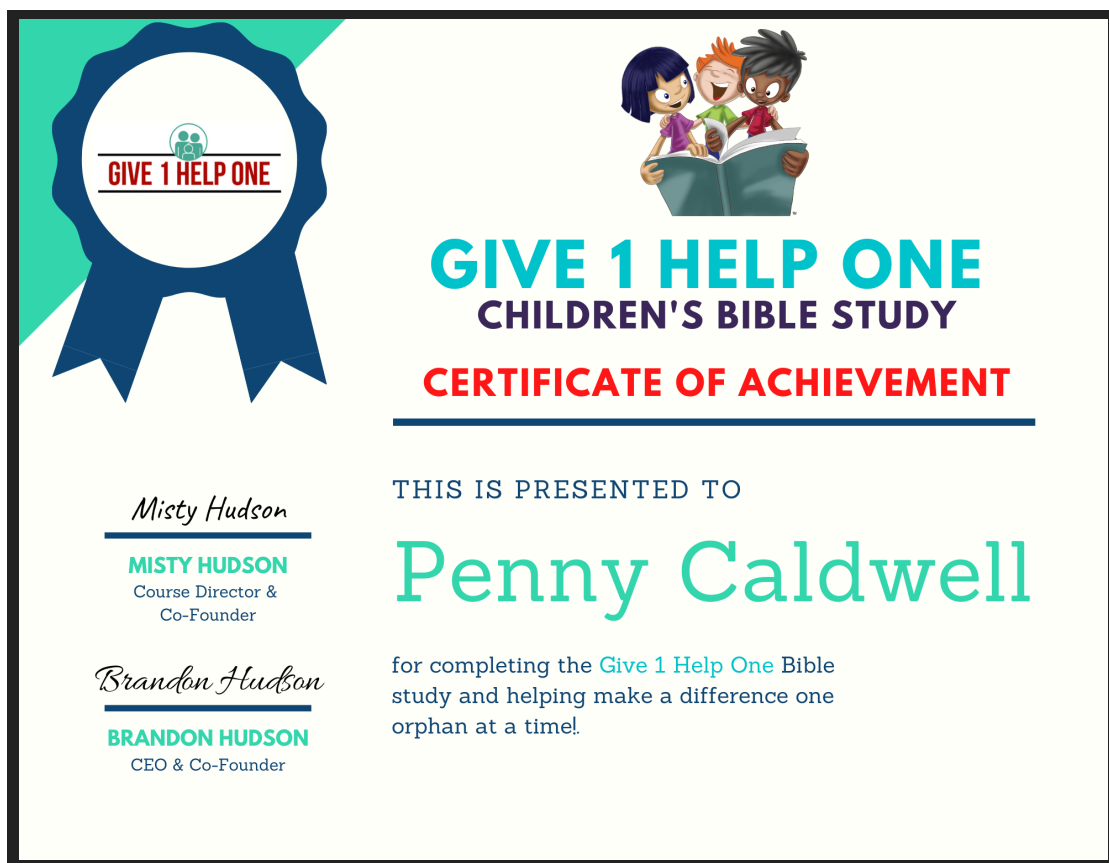 GIVE 1 HELP ONE
GIVE 1 HELP ONE
CHILDREN'S BIBLE STUDY
CERTIFICATE OF ACHIEVEMENT
THIS IS PRESENTED TO
Penny Caldwell
for completing the Give 1 Help One Bible
study and helping make a difference one
orphan at a time!.
Misty Hudson
MISTY HUDSON
Course Director &
Co-Founder
Brandon Hudson
BRANDON HUDSON
CEO & Co-Founder